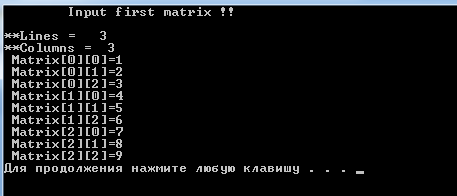 Input first matrix !!
**Lines =   3
**Columns =  3
Matrix[0][0]=1
Matrix[0][1]=2
Matrix[0][2]=3
Matrix[1][0]=4
Matrix[1][1]=5
Matrix[1][2]=6
Matrix[2][0]=7
Matrix[2][1]=8
Matrix[2][2]=9
Для продолжения нажмите любую клавишу . . . _